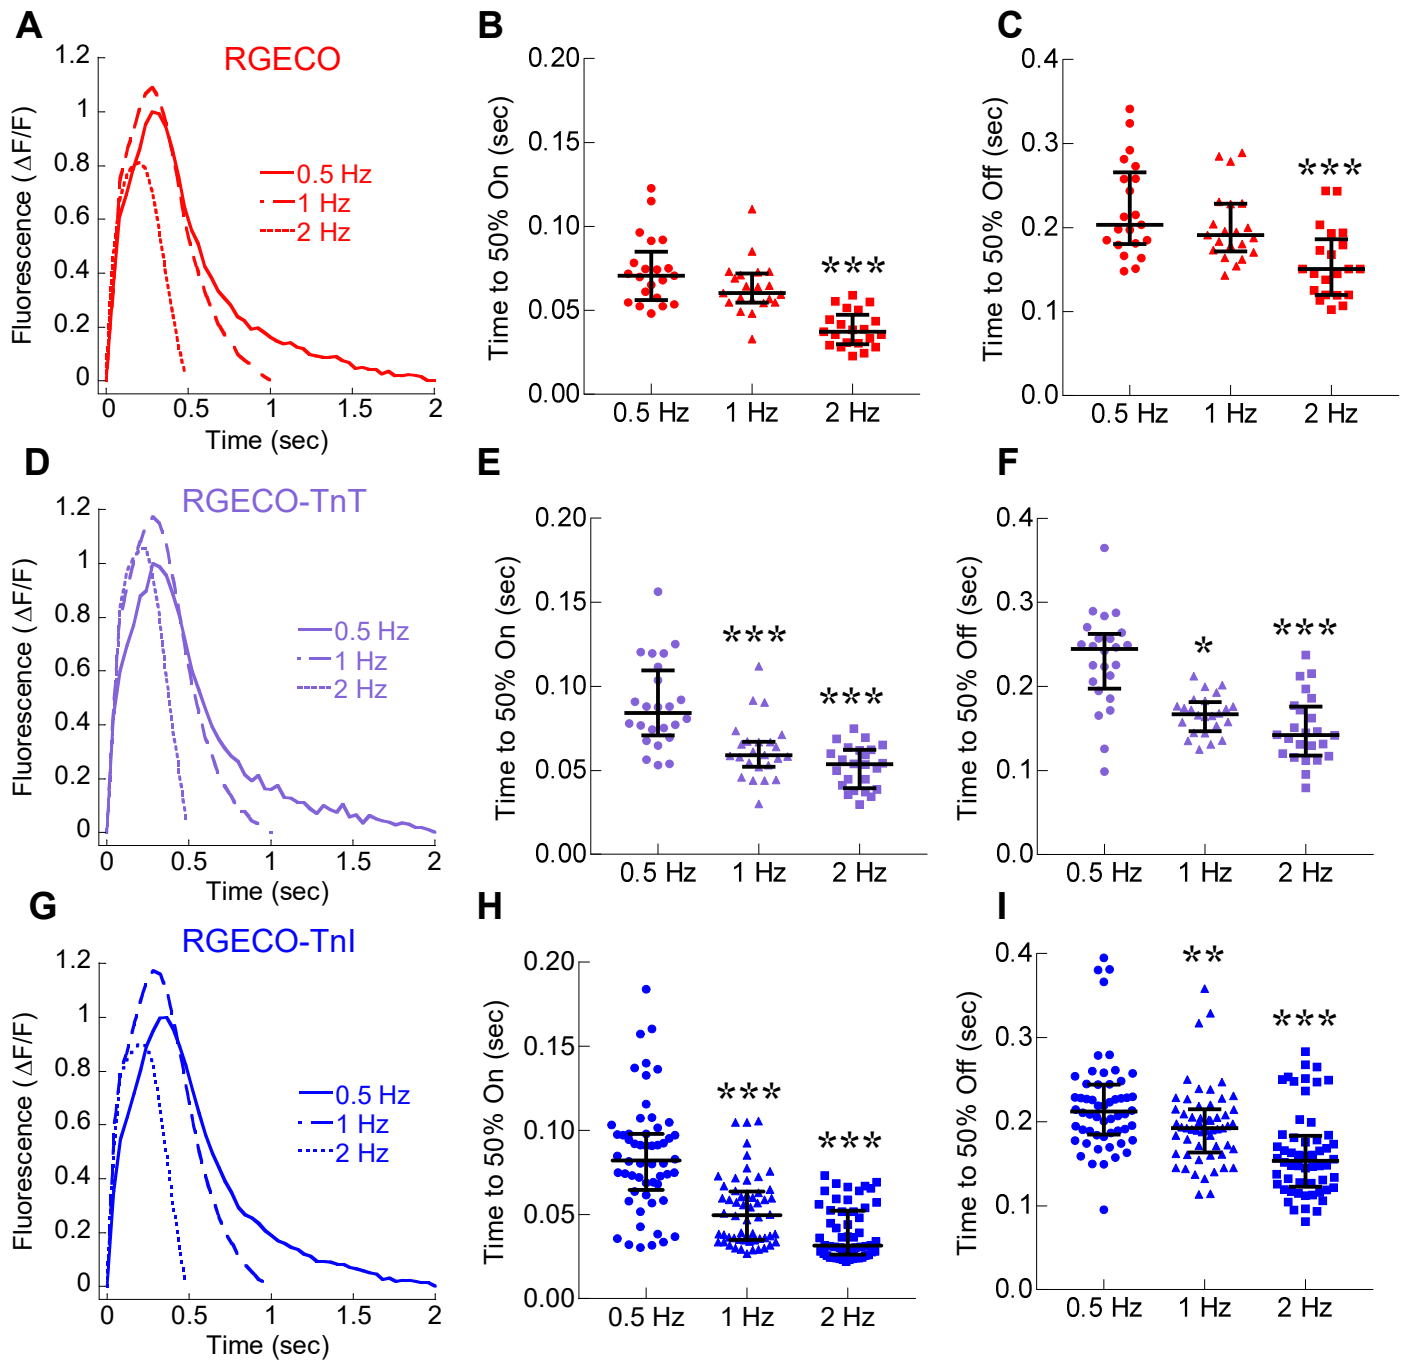 A
RGECO
Fluorescence (ΔF/F)
1.2
1
0.8
0.6
0.4
0.2
0
0.5 Hz
1 Hz
2 Hz
0 0.5 1 1.5 2
Time (sec)
B
Time to 50% On (sec)
0.20
0.15
0.10
0.05
0.00
***
0.5 Hz 1 Hz 2 Hz
C
Time to 50% Off (sec)
0.4
0.3
0.2
0.1
0.0
***
0.5 Hz 1 Hz 2 Hz
D
RGECO-TnT
Fluorescence (ΔF/F)
1.2
1
0.8
0.6
0.4
0.2
0
0.5 Hz
1 Hz
2 Hz
0 0.5 1 1.5 2
Time (sec)
E
Time to 50% On (sec)
0.20
0.15
0.10
0.05
0.00
***
***
0.5 Hz 1 Hz 2 Hz
F
Time to 50% Off (sec)
0.4
0.3
0.2
0.1
0.0
*
***
0.5 Hz 1 Hz 2 Hz
G
RGECO-TnI
Fluorescence (ΔF/F)
1.2
1
0.8
0.6
0.4
0.2
0
0.5 Hz
1 Hz
2 Hz
0 0.5 1 1.5 2
Time (sec)
H
Time to 50% On (sec)
0.20
0.15
0.10
0.05
0.00
***
***
0.5 Hz 1 Hz 2 Hz
I
Time to 50% Off (sec)
0.4
0.3
0.2
0.1
0.0
**
***
0.5 Hz 1 Hz 2 Hz